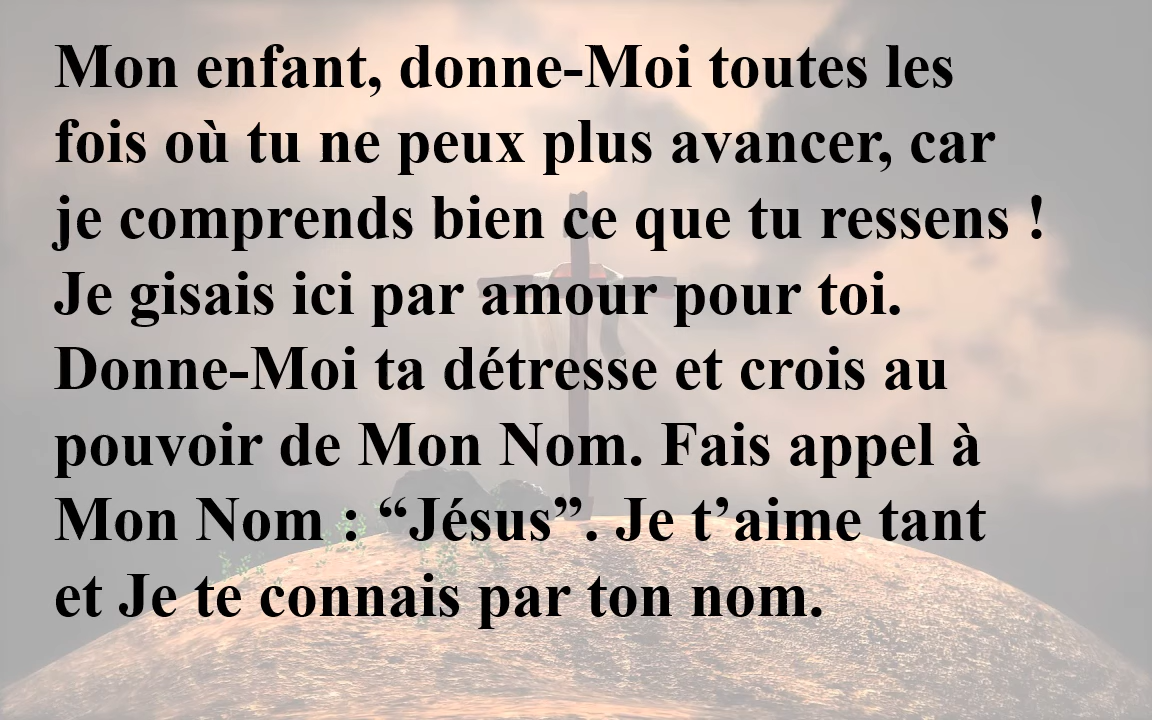 Mon enfant, donne-Moi toutes les
fois où tu ne peux plus avancer, car
je comprends bien ce que tu ressens !
Je gisais ici par amour pour toi.
Donne-Moi ta détresse et crois au
pouvoir de Mon Nom. Fais appel à
Mon Nom : “Jésus”. Je t’aime tant
et Je te connais par ton nom.